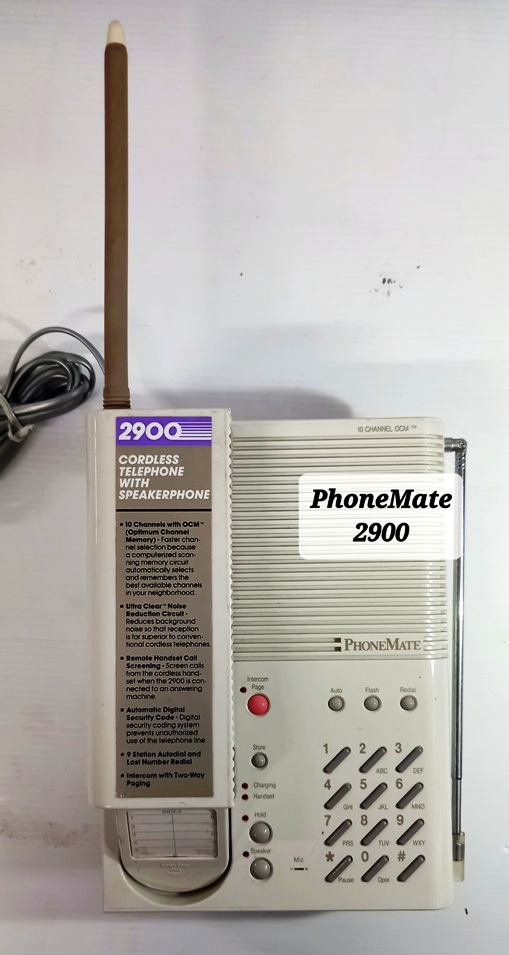 2900
CORDLESS
TELEPHONE
WITH
SPEAKERPHONE
▪ 10 Channels with OCM™
(Optimum Channel
Memory) - Faster chan-
nel selection because
a computerized scan-
ning memory circuit
automatically selects
and remembers the
best available channels
in your neighborhood.
▪ Ultra Clear™ Noise
Reduction Circuit -
Reduces background
noise so that reception
is far superior to conven-
tional cordless telephones.
▪ Remote Handset Call
Screening - Screen calls
from the cordless hand-
set when the 2900 is con-
nected to an answering
machine.
▪ Automatic Digital
Security Code - Digital
security coding system
prevents unauthorized
use of the telephone line.
▪ 9 Station Autodial and
Last Number Redial
▪ Intercom with Two-Way
Paging
INDEX
10 CHANNEL OCM™
PhoneMate
2900
PHONEMATE
Intercom
Page
Auto Flash Redial
Store
Charging
Handset
Hold
Speaker
Mic
1 2 ABC 3 DEF
4 GHI 5 JKL 6 MNO
7 PRS 8 TUV 9 WXY
* Pause 0 Oper #